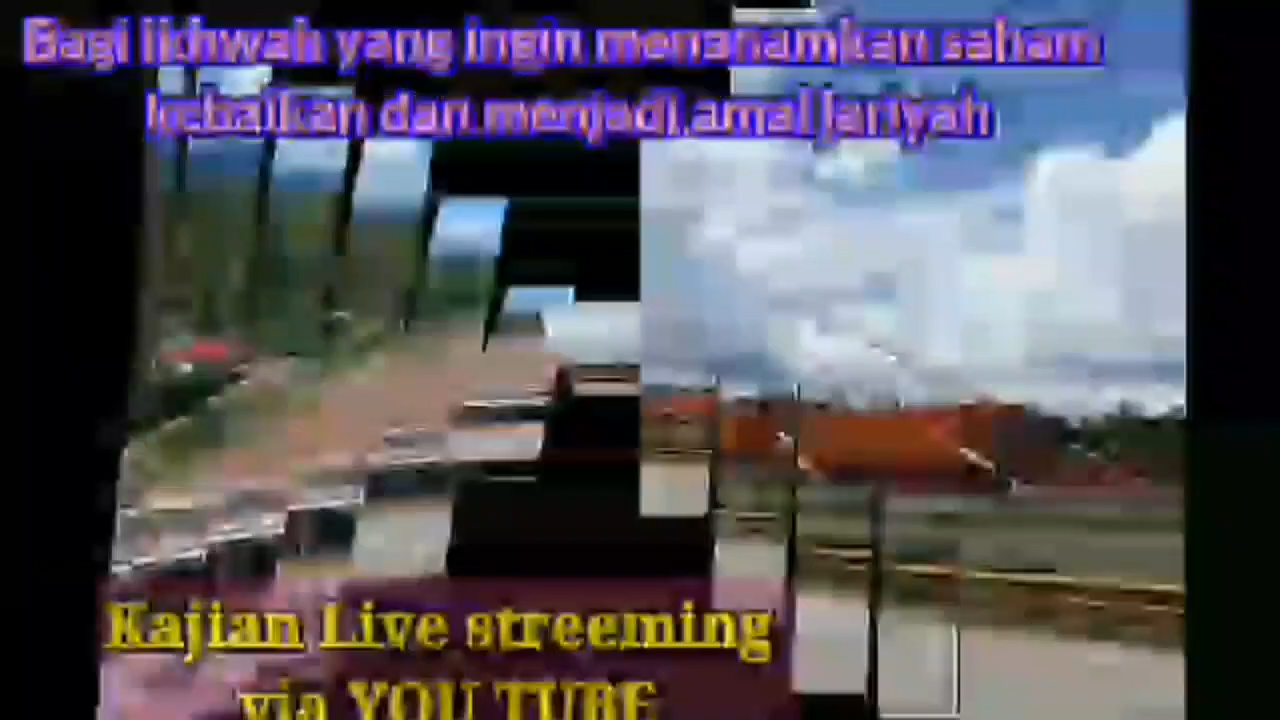 Bagi ikhwah yang ingin menanamkan saham
kebaikan dan menjadi amal jariyah
Kajian Live streeming
via YOU TUBE